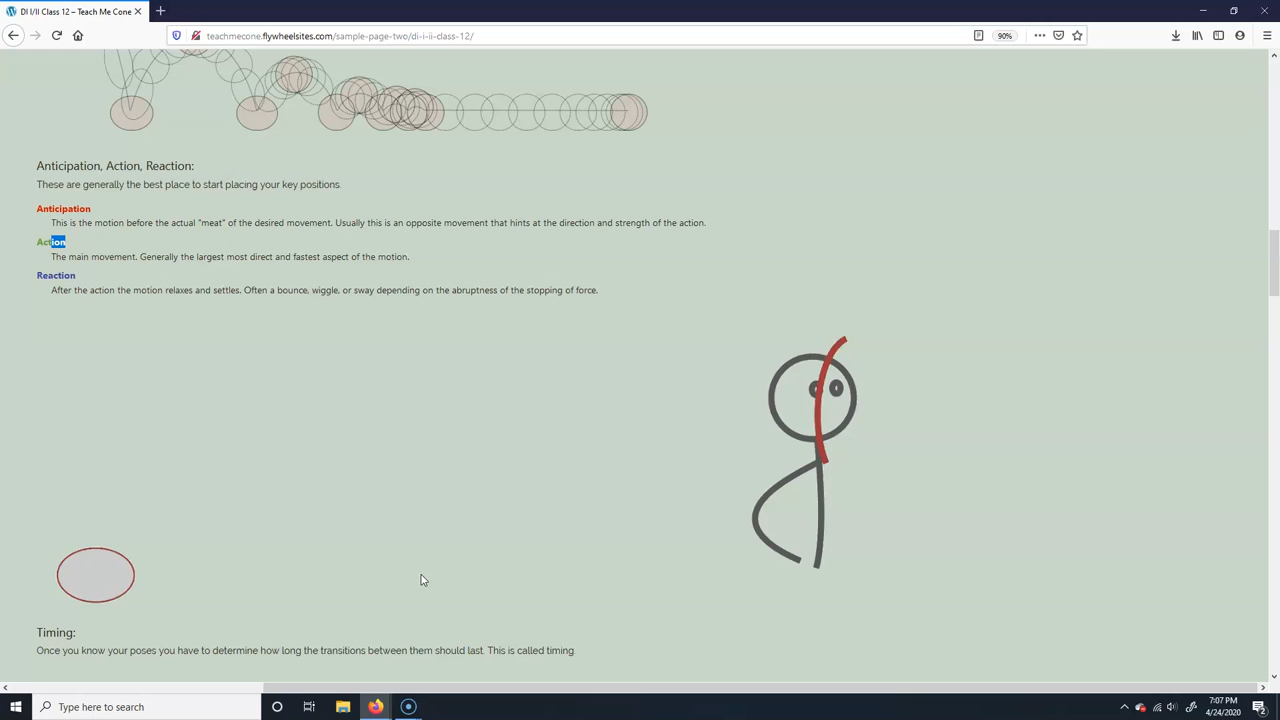 DI I/II Class 12 – Teach Me Cone
teachmecone.flywheelsites.com/sample-page-two/di-i-ii-class-12/
90%
Anticipation, Action, Reaction:
These are generally the best place to start placing your key positions.
Anticipation
This is the motion before the actual "meat" of the desired movement. Usually this is an opposite movement that hints at the direction and strength of the action.
Action
The main movement. Generally the largest most direct and fastest aspect of the motion.
Reaction
After the action the motion relaxes and settles. Often a bounce, wiggle, or sway depending on the abruptness of the stopping of force.
Timing:
Once you know your poses you have to determine how long the transitions between them should last. This is called timing.
Type here to search
7:07 PM
4/24/2020
2